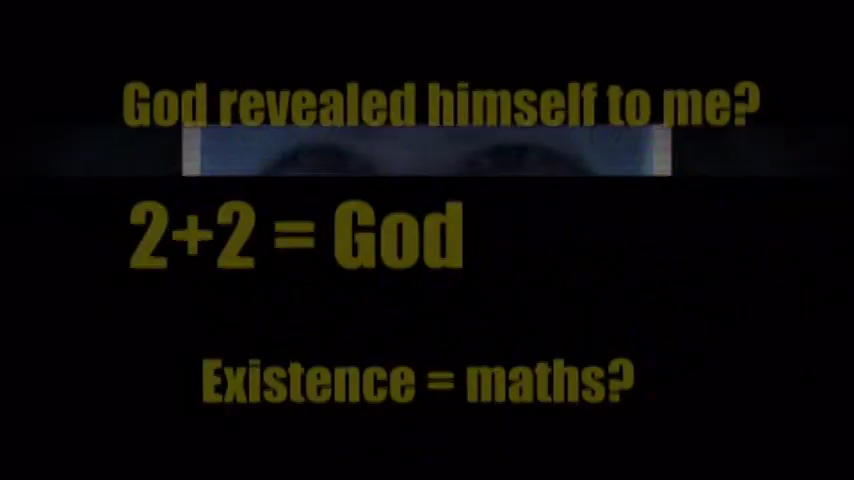 God revealed himself to me?
2+2 = God
Existence = maths?